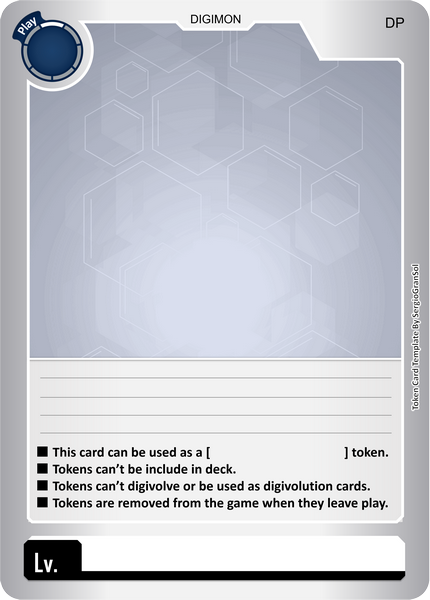 Play
DIGIMON
DP
Token Card Template By SergioGranSol
■ This card can be used as a [ ] token.
■ Tokens can't be include in deck.
■ Tokens can't digivolve or be used as digivolution cards.
■ Tokens are removed from the game when they leave play.
Lv.